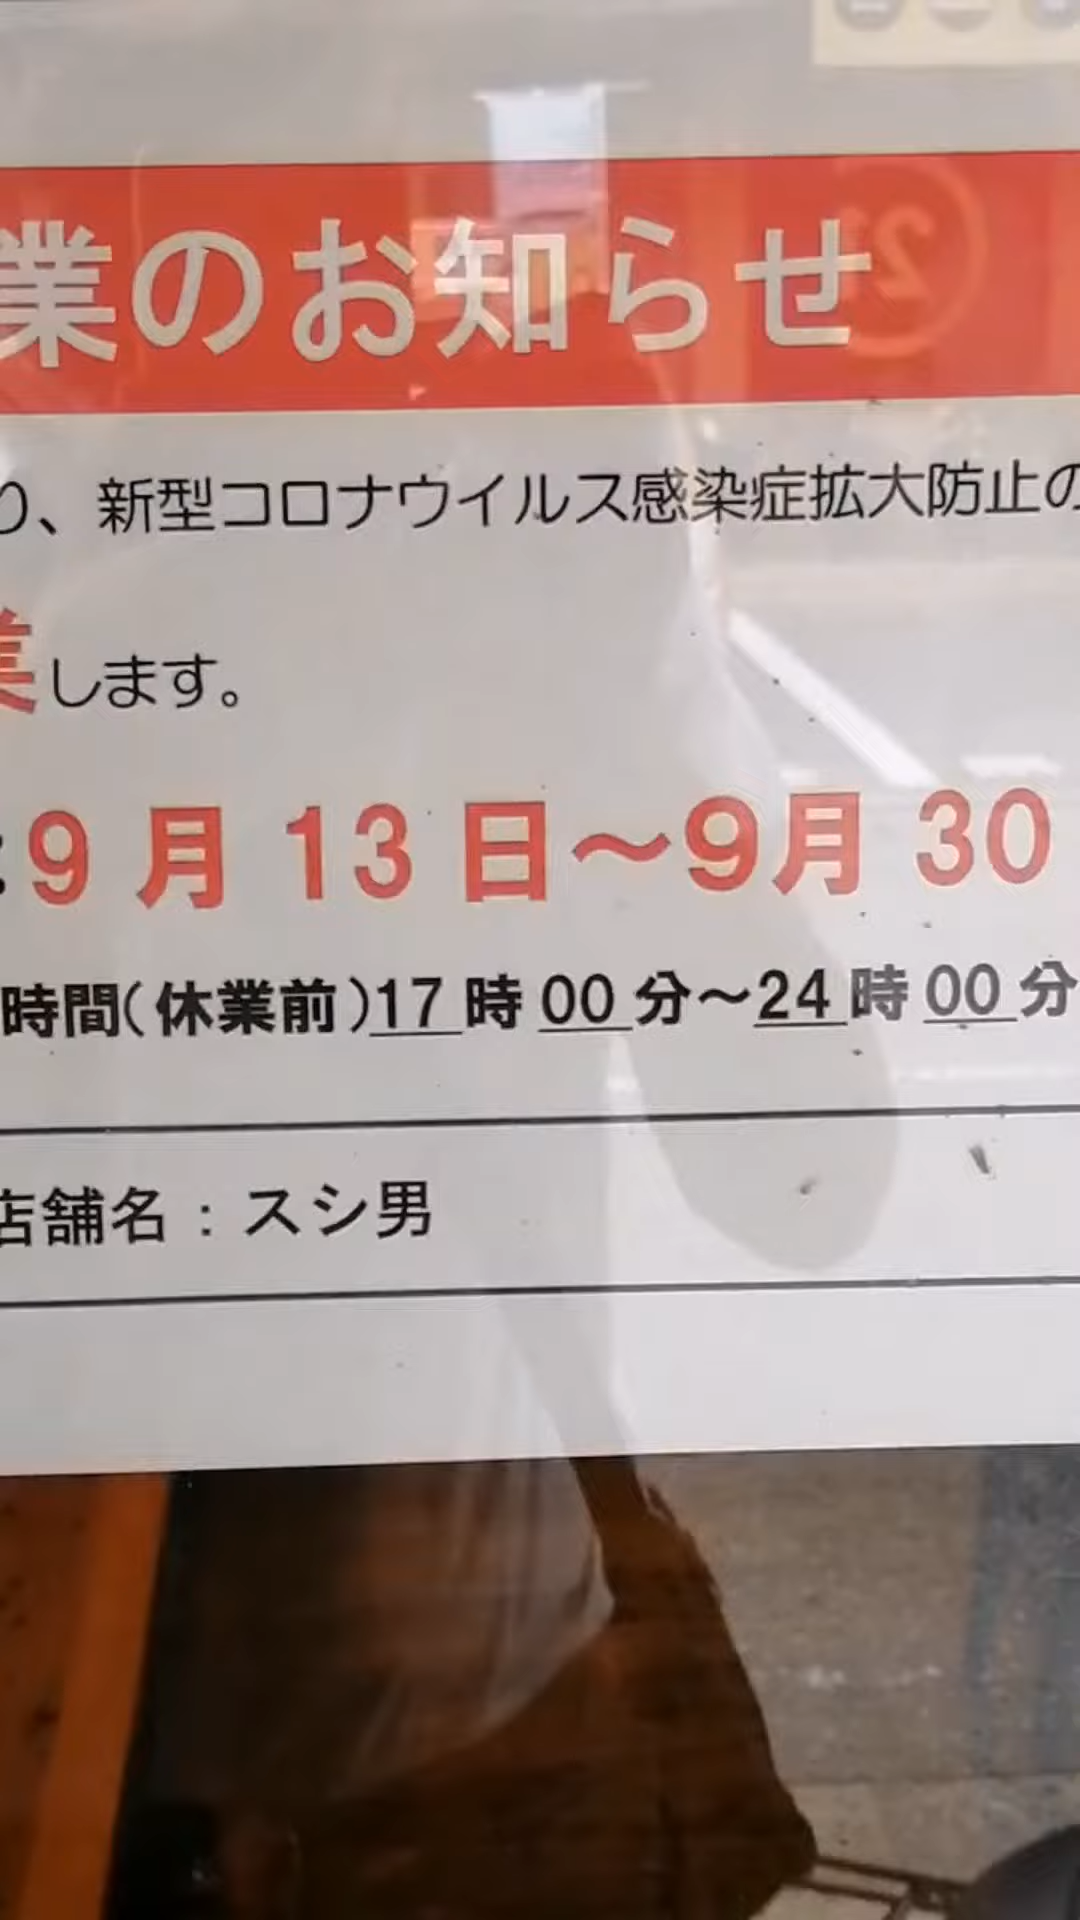 業のお知らせ
り、新型コロナウイルス感染症拡大防止の
業します。
:9 月 13 日～9月 30
時間(休業前)17 時 00 分～24 時 00 分
店舗名：スシ男